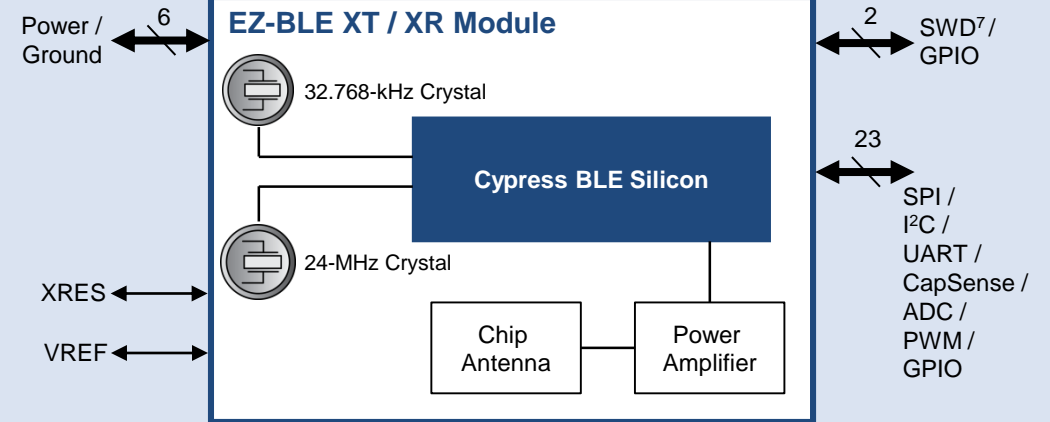 Power /
Ground
6
EZ-BLE XT / XR Module
2
SWD⁷ /
GPIO
32.768-kHz Crystal
Cypress BLE Silicon
23
SPI /
I²C /
UART /
CapSense /
ADC /
PWM /
GPIO
24-MHz Crystal
XRES
VREF
Chip
Antenna
Power
Amplifier